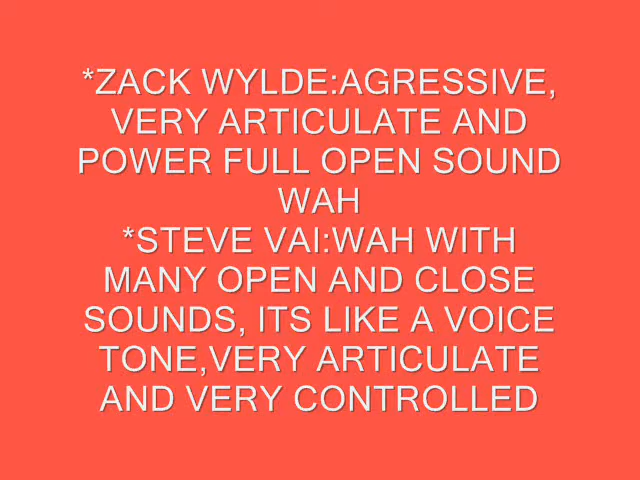 *ZACK WYLDE:AGRESSIVE,
VERY ARTICULATE AND
POWER FULL OPEN SOUND
WAH
*STEVE VAI:WAH WITH
MANY OPEN AND CLOSE
SOUNDS, ITS LIKE A VOICE
TONE,VERY ARTICULATE
AND VERY CONTROLLED